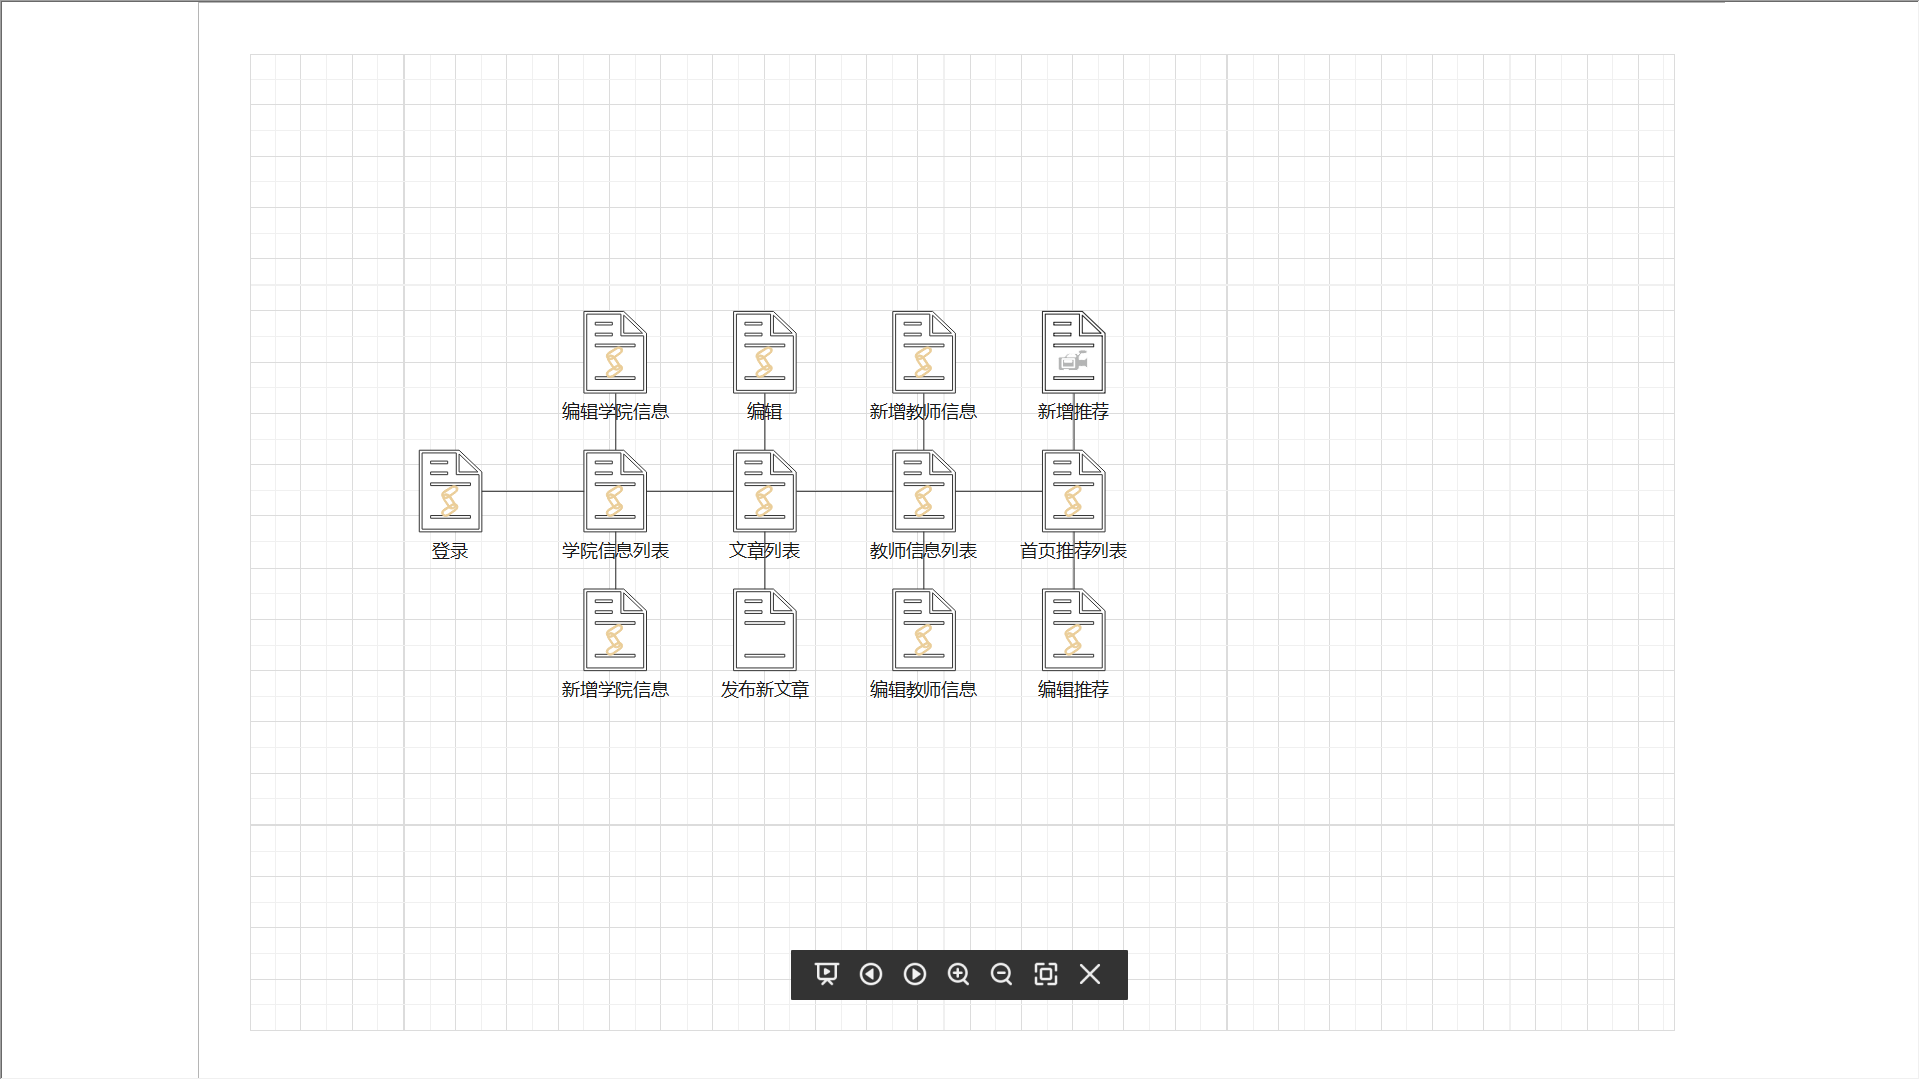 编辑学院信息
编辑
新增教师信息
新增推荐
登录
学院信息列表
文章列表
教师信息列表
首页推荐列表
新增学院信息
发布新文章
编辑教师信息
编辑推荐